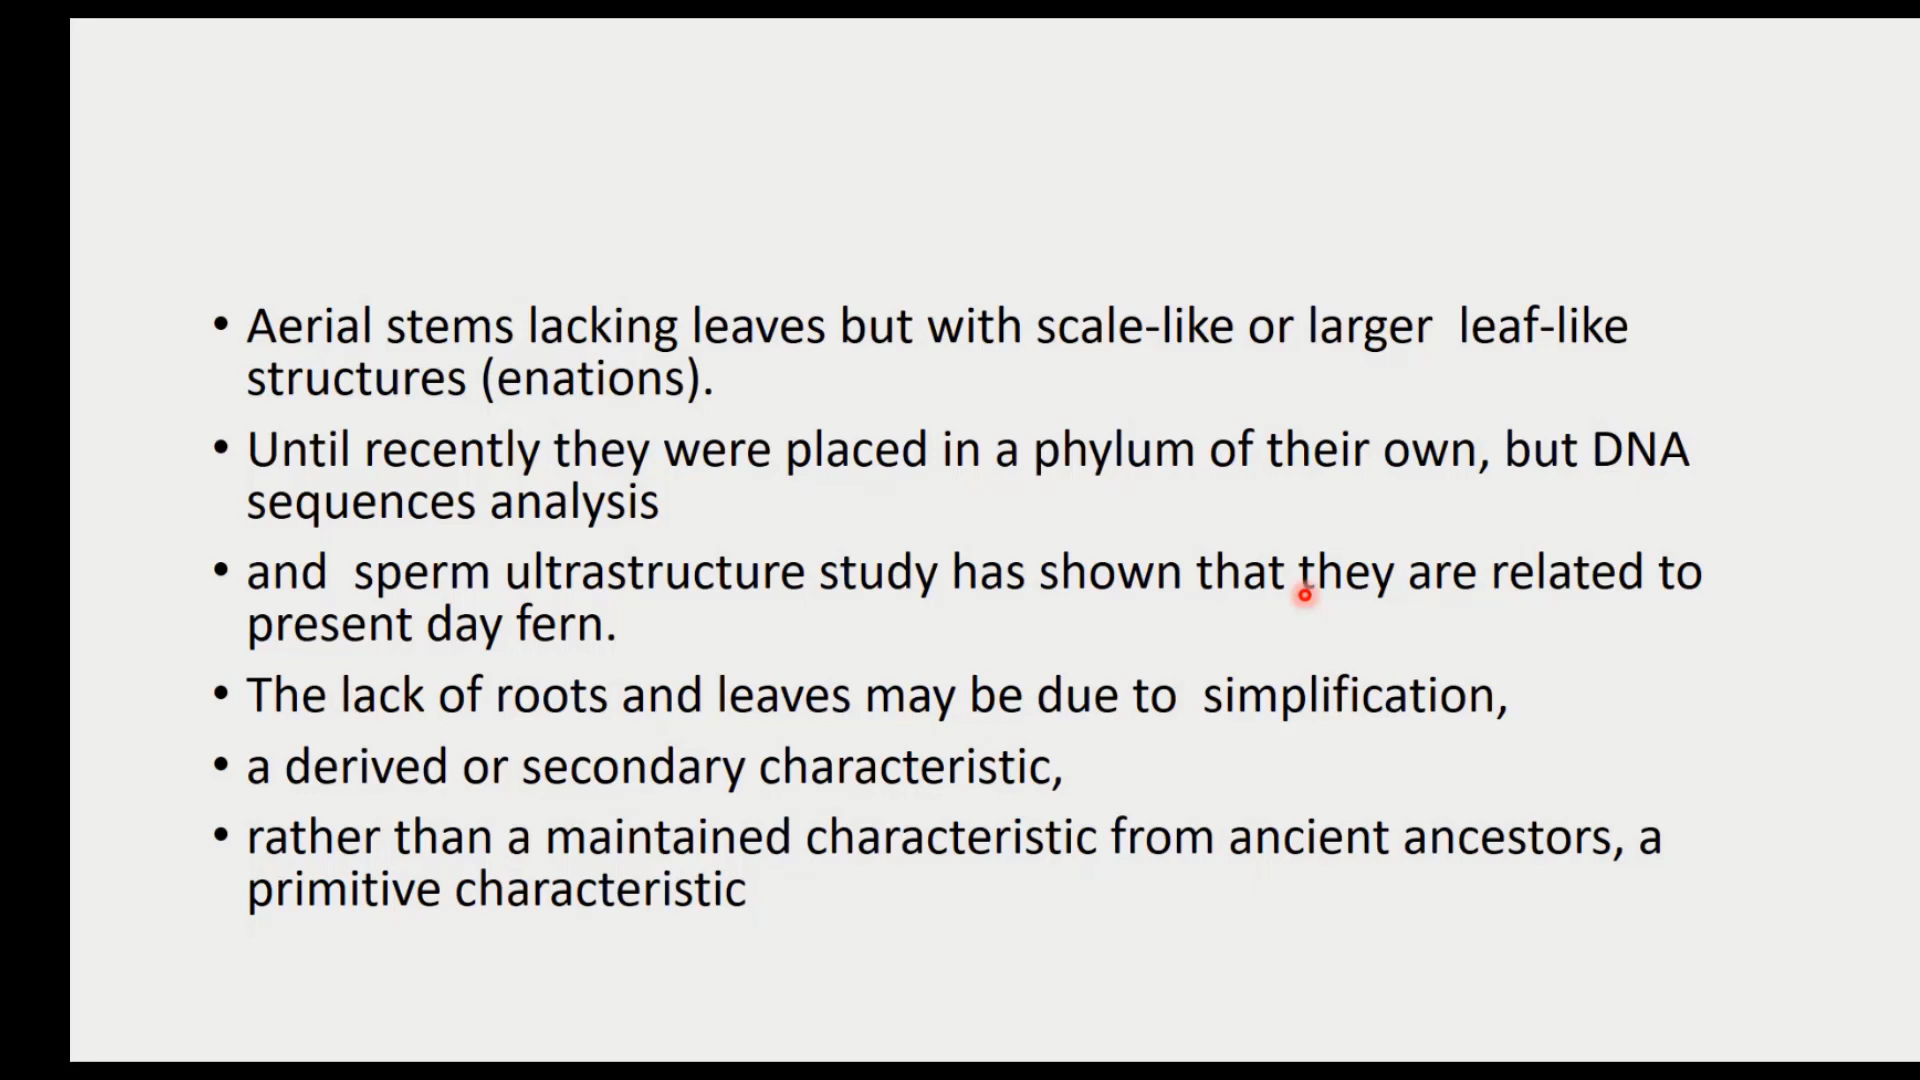 • Aerial stems lacking leaves but with scale-like or larger  leaf-like
structures (enations).
• Until recently they were placed in a phylum of their own, but DNA
sequences analysis
• and  sperm ultrastructure study has shown that they are related to
present day fern.
• The lack of roots and leaves may be due to  simplification,
• a derived or secondary characteristic,
• rather than a maintained characteristic from ancient ancestors, a
primitive characteristic